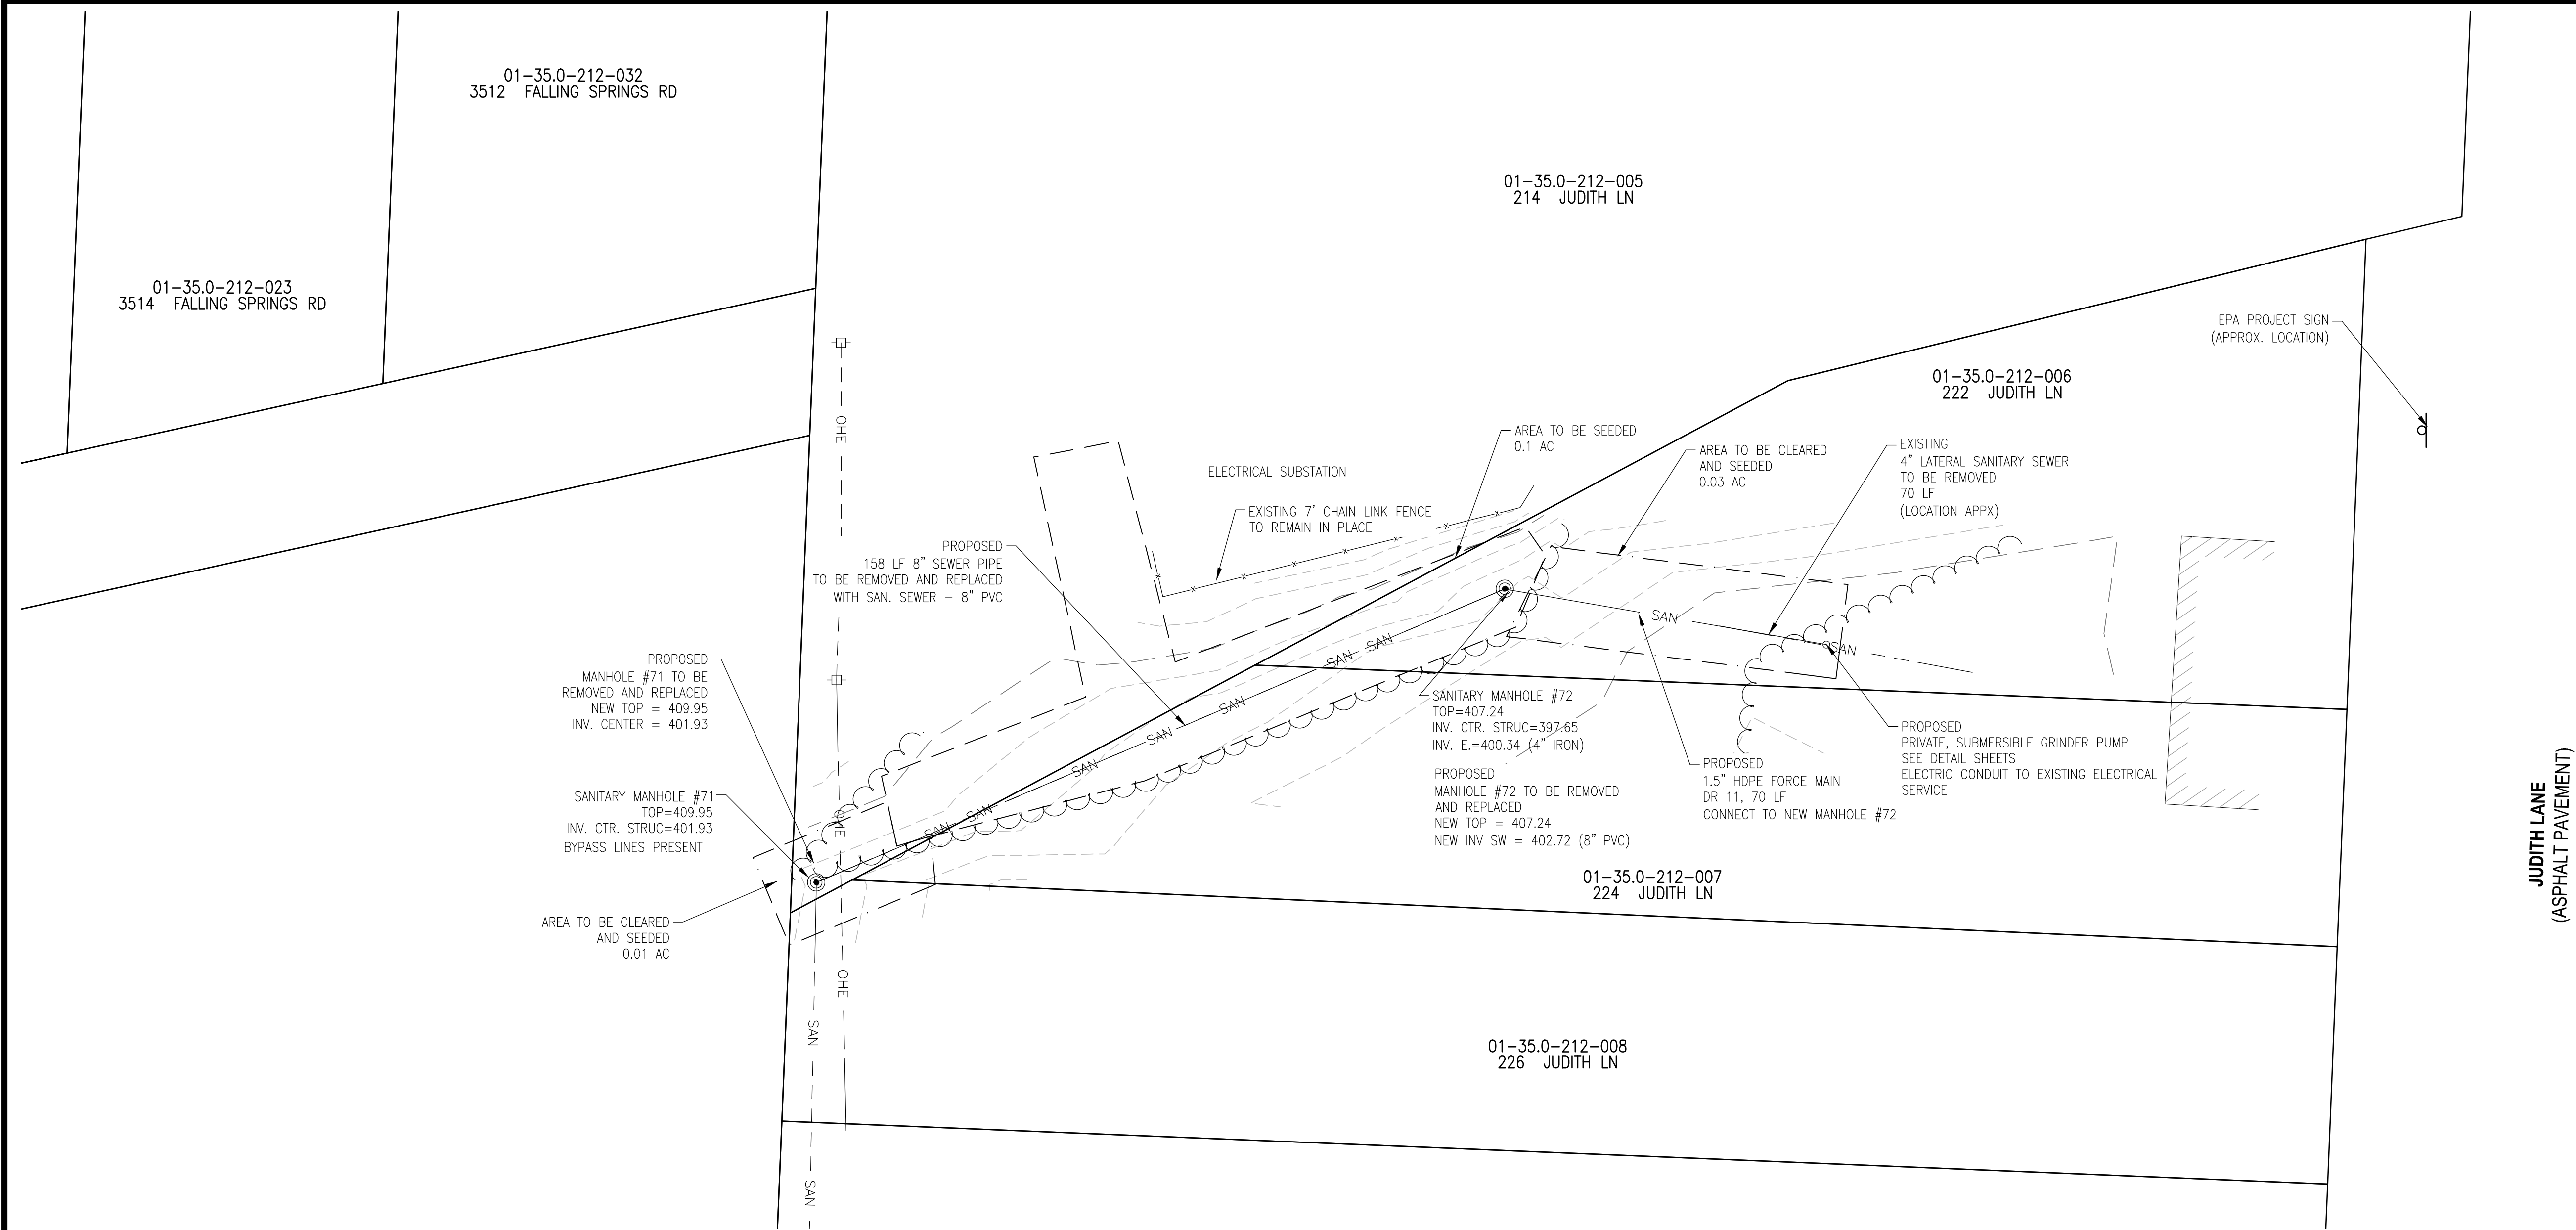 01-35.0-212-032
3512 FALLING SPRINGS RD
01-35.0-212-005
214 JUDITH LN
01-35.0-212-023
3514 FALLING SPRINGS RD
EPA PROJECT SIGN
(APPROX. LOCATION)
01-35.0-212-006
222 JUDITH LN
OHE
AREA TO BE SEEDED
0.1 AC
AREA TO BE CLEARED
AND SEEDED
0.03 AC
EXISTING
4" LATERAL SANITARY SEWER
TO BE REMOVED
70 LF
(LOCATION APPX)
ELECTRICAL SUBSTATION
EXISTING 7' CHAIN LINK FENCE
TO REMAIN IN PLACE
PROPOSED
158 LF 8" SEWER PIPE
TO BE REMOVED AND REPLACED
WITH SAN. SEWER - 8" PVC
SAN
SAN
SAN
SAN
SAN
SAN
SAN
SAN
SAN
PROPOSED
MANHOLE #71 TO BE
REMOVED AND REPLACED
NEW TOP = 409.95
INV. CENTER = 401.93
SANITARY MANHOLE #71
TOP=409.95
INV. CTR. STRUC=401.93
BYPASS LINES PRESENT
OHE
SAN
AREA TO BE CLEARED
AND SEEDED
0.01 AC
SANITARY MANHOLE #72
TOP=407.24
INV. CTR. STRUC=397.65
INV. E.=400.34 (4" IRON)
PROPOSED
MANHOLE #72 TO BE REMOVED
AND REPLACED
NEW TOP = 407.24
NEW INV SW = 402.72 (8" PVC)
PROPOSED
1.5" HDPE FORCE MAIN
DR 11, 70 LF
CONNECT TO NEW MANHOLE #72
PROPOSED
PRIVATE, SUBMERSIBLE GRINDER PUMP
SEE DETAIL SHEETS
ELECTRIC CONDUIT TO EXISTING ELECTRICAL
SERVICE
JUDITH LANE
(ASPHALT PAVEMENT)
01-35.0-212-007
224 JUDITH LN
OHE
SAN
01-35.0-212-008
226 JUDITH LN